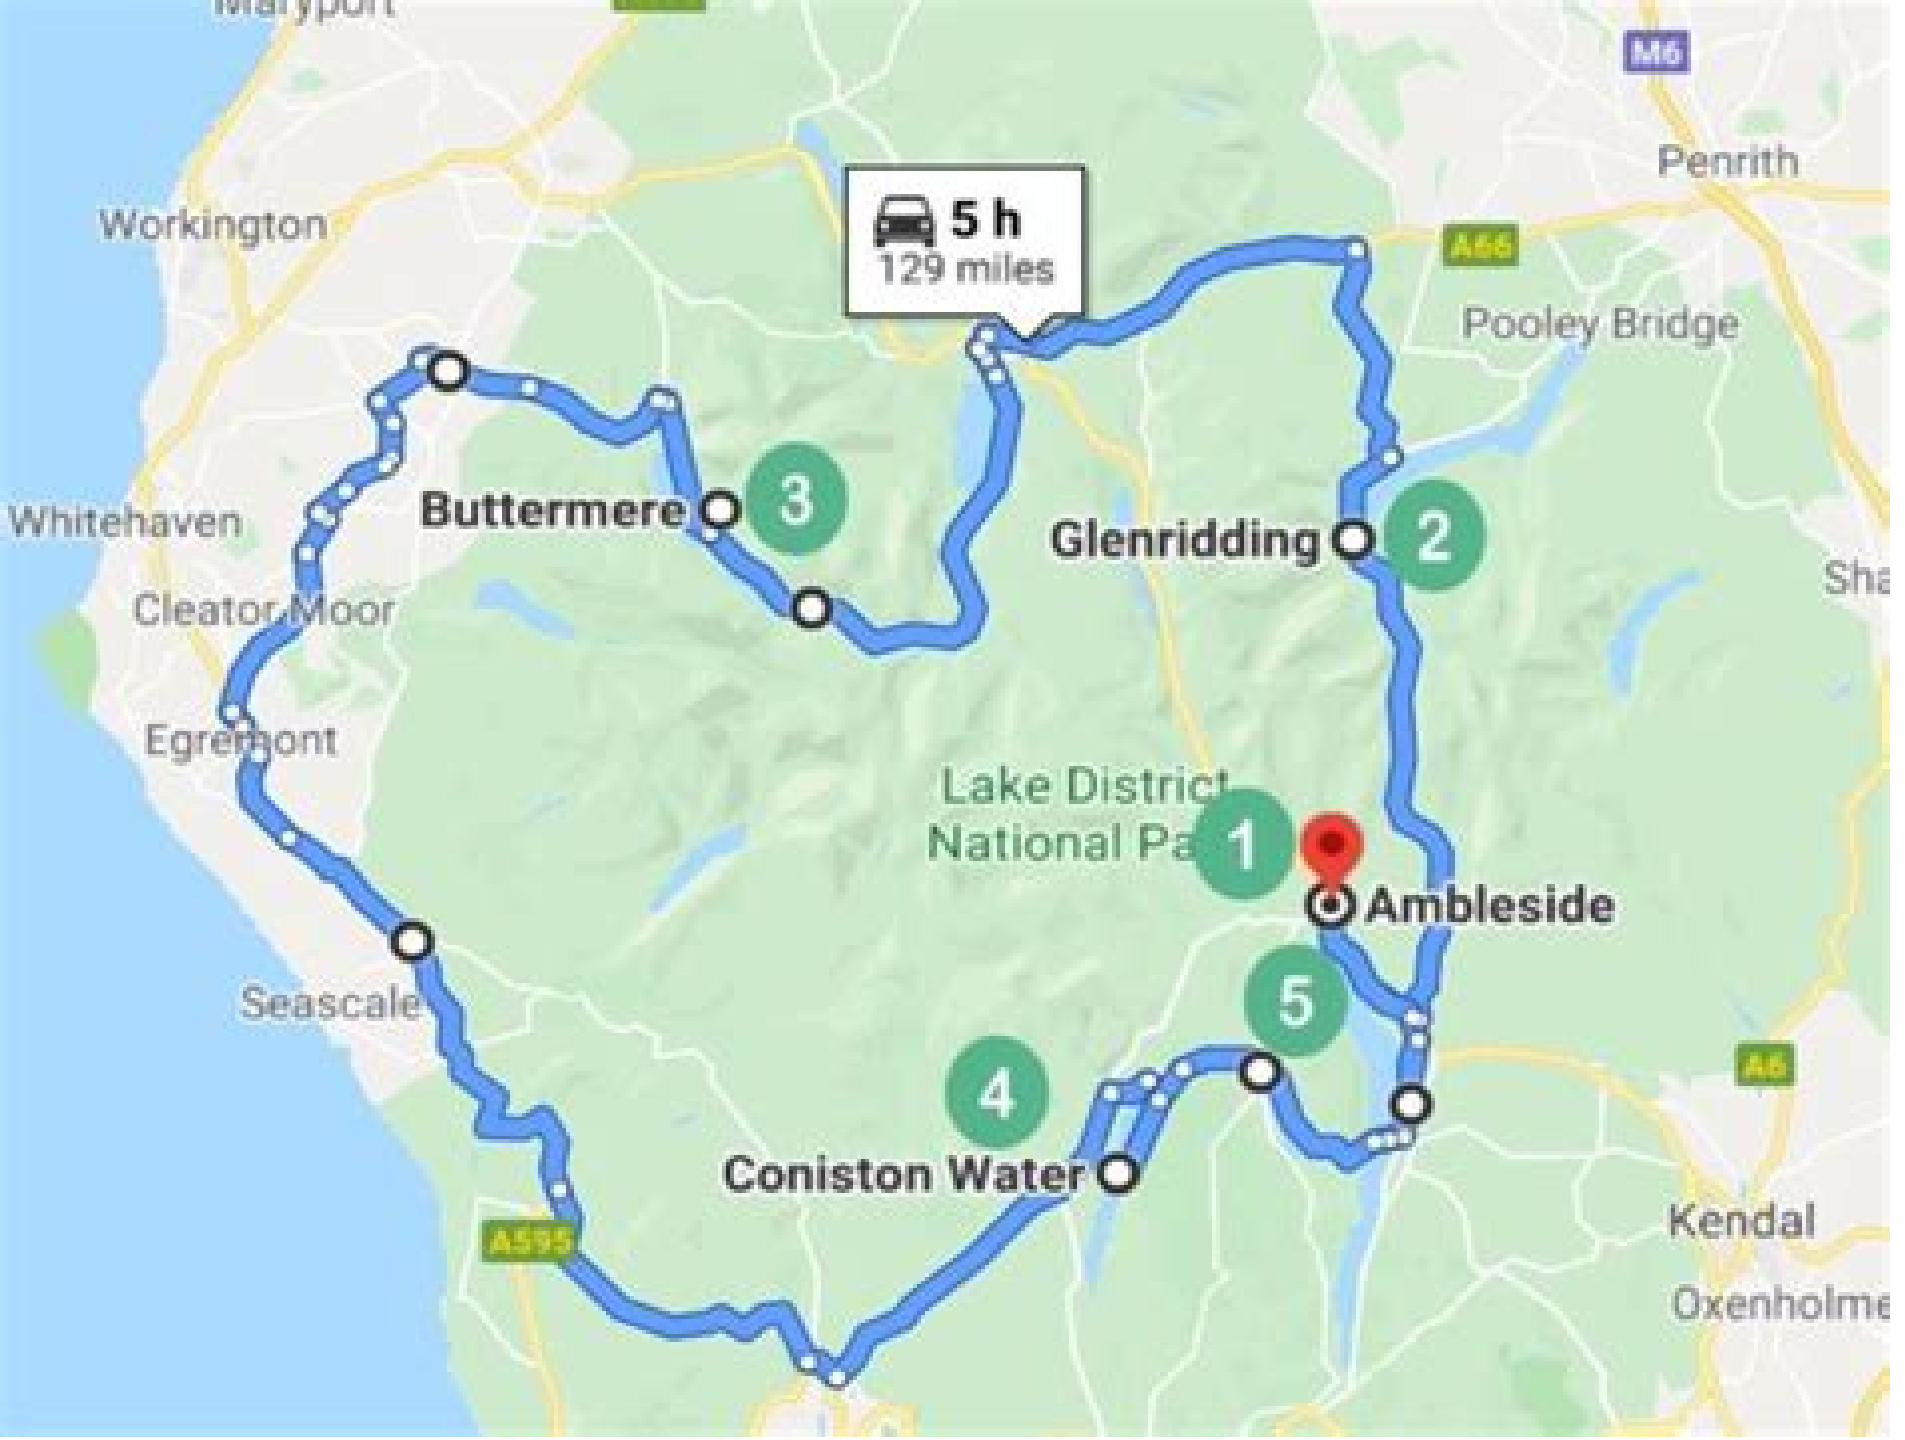 Maryport
M6
Penrith
Workington
5 h
129 miles
A66
Pooley Bridge
Buttermere
3
Whitehaven
Glenridding
2
Sha
Cleator Moor
Egremont
Lake District
National Pa
1
Ambleside
Seascale
5
4
A6
Coniston Water
Kendal
A595
Oxenholme